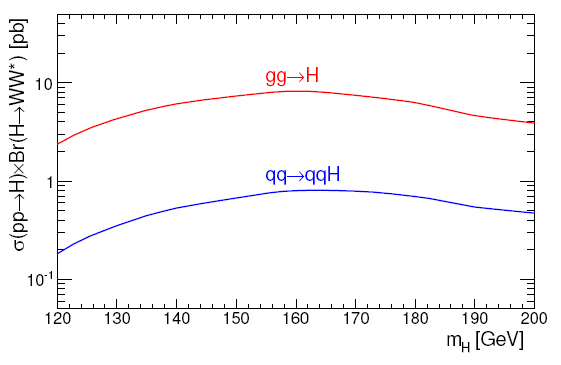 σ(pp→H)×Br(H→WW*) [pb]
10
1
10⁻¹
gg→H
qq→qqH
120 130 140 150 160 170 180 190 200
m_H [GeV]